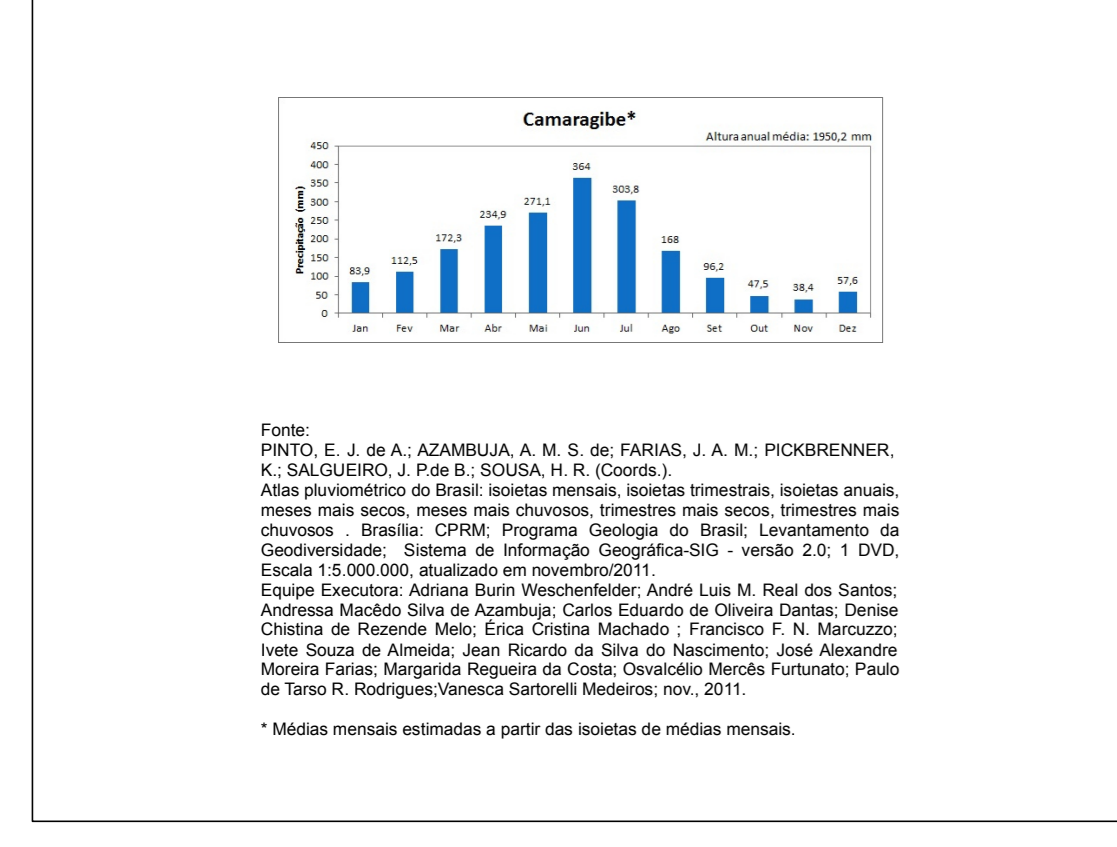 Camaragibe*
Altura anual média: 1950,2 mm
Precipitação (mm)
450
400
350
300
250
200
150
100
50
0
83,9
112,5
172,3
234,9
271,1
364
303,8
168
96,2
47,5
38,4
57,6
Jan Fev Mar Abr Mai Jun Jul Ago Set Out Nov Dez
Fonte:
PINTO, E. J. de A.; AZAMBUJA, A. M. S. de; FARIAS, J. A. M.; PICKBRENNER,
K.; SALGUEIRO, J. P.de B.; SOUSA, H. R. (Coords.).
Atlas pluviométrico do Brasil: isoietas mensais, isoietas trimestrais, isoietas anuais,
meses mais secos, meses mais chuvosos, trimestres mais secos, trimestres mais
chuvosos . Brasília: CPRM; Programa Geologia do Brasil; Levantamento da
Geodiversidade; Sistema de Informação Geográfica-SIG - versão 2.0; 1 DVD,
Escala 1:5.000.000, atualizado em novembro/2011.
Equipe Executora: Adriana Burin Weschenfelder; André Luis M. Real dos Santos;
Andressa Macêdo Silva de Azambuja; Carlos Eduardo de Oliveira Dantas; Denise
Chistina de Rezende Melo; Érica Cristina Machado ; Francisco F. N. Marcuzzo;
Ivete Souza de Almeida; Jean Ricardo da Silva do Nascimento; José Alexandre
Moreira Farias; Margarida Regueira da Costa; Osvalcélio Mercês Furtunato; Paulo
de Tarso R. Rodrigues;Vanesca Sartorelli Medeiros; nov., 2011.
* Médias mensais estimadas a partir das isoietas de médias mensais.